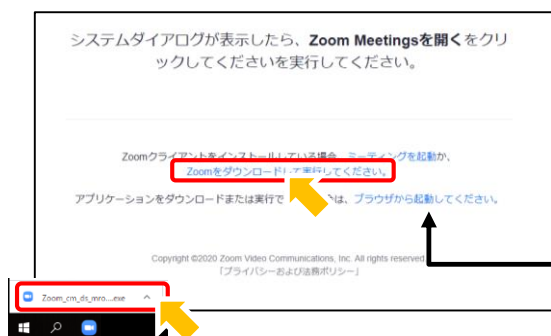 システムダイアログが表示したら、Zoom Meetingsを開くをクリ
ックしてくださいを実行してください。
Zoomクライアントをインストールしている場合、ミーティングを起動か、
Zoomをダウンロードして実行してください。
アプリケーションをダウンロードまたは実行で は、ブラウザから起動してください。
Copyright ©2020 Zoom Video Communications, Inc. All rights reserved.
「プライバシーおよび法務ポリシー」
Zoom_cm_ds_mro....exe